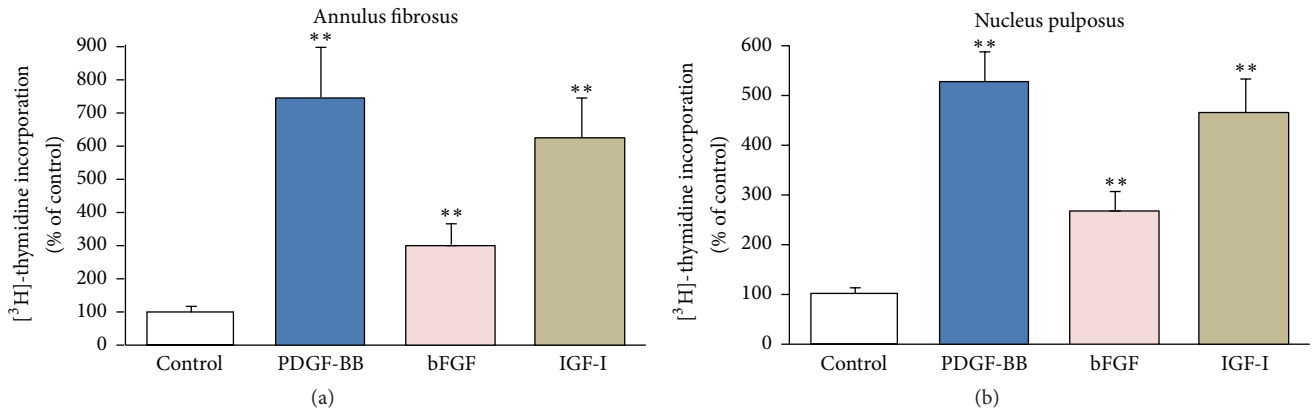 Annulus fibrosus
[³H]-thymidine incorporation
(% of control)
900
800
700
600
500
400
300
200
100
0
**
**
**
Control PDGF-BB bFGF IGF-I
(a)
Nucleus pulposus
[³H]-thymidine incorporation
(% of control)
600
500
400
300
200
100
0
**
**
**
Control PDGF-BB bFGF IGF-I
(b)